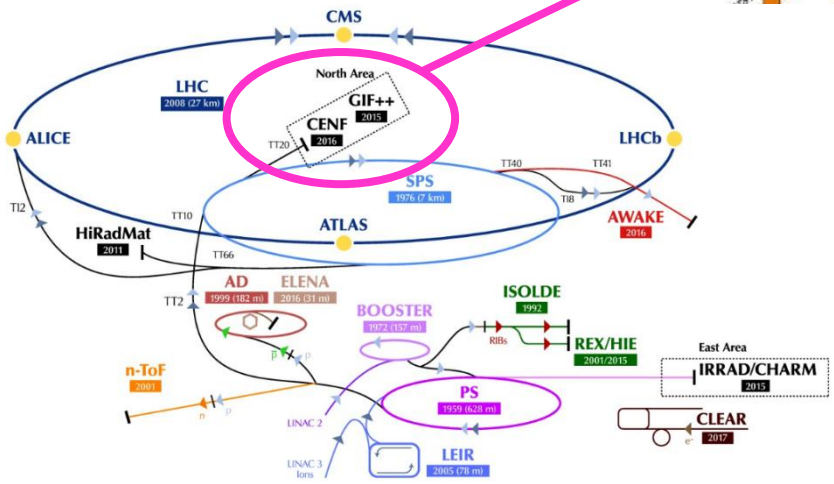 CMS
North Area
LHC
2008 (27 km)
GIF++
2015
CENF
2016
ALICE
LHCb
TT20
TT40
TT41
SPS
1976 (7 km)
TI2
TT10
TI8
ATLAS
AWAKE
2016
HiRadMat
2011
TT66
AD
1999 (182 m)
ELENA
2016 (31 m)
TT2
ISOLDE
1992
BOOSTER
1972 (157 m)
RIBs
REX/HIE
2001/2015
East Area
p
p
n-ToF
2001
IRRAD/CHARM
2015
PS
1959 (628 m)
n
p
LINAC 2
CLEAR
2017
e-
LINAC 3
Ions
LEIR
2005 (78 m)